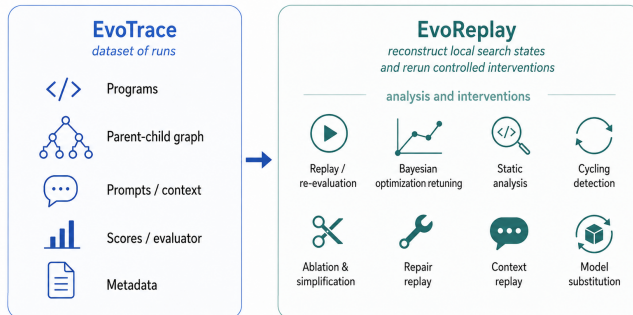 EvoTrace
dataset of runs
</>
Programs
Parent-child graph
Prompts / context
Scores / evaluator
Metadata
EvoReplay
reconstruct local search states
and rerun controlled interventions
analysis and interventions
</>
Replay /
re-evaluation
Bayesian
optimization retuning
Static
analysis
Cycling
detection
Ablation &
simplification
Repair
replay
Context
replay
Model
substitution